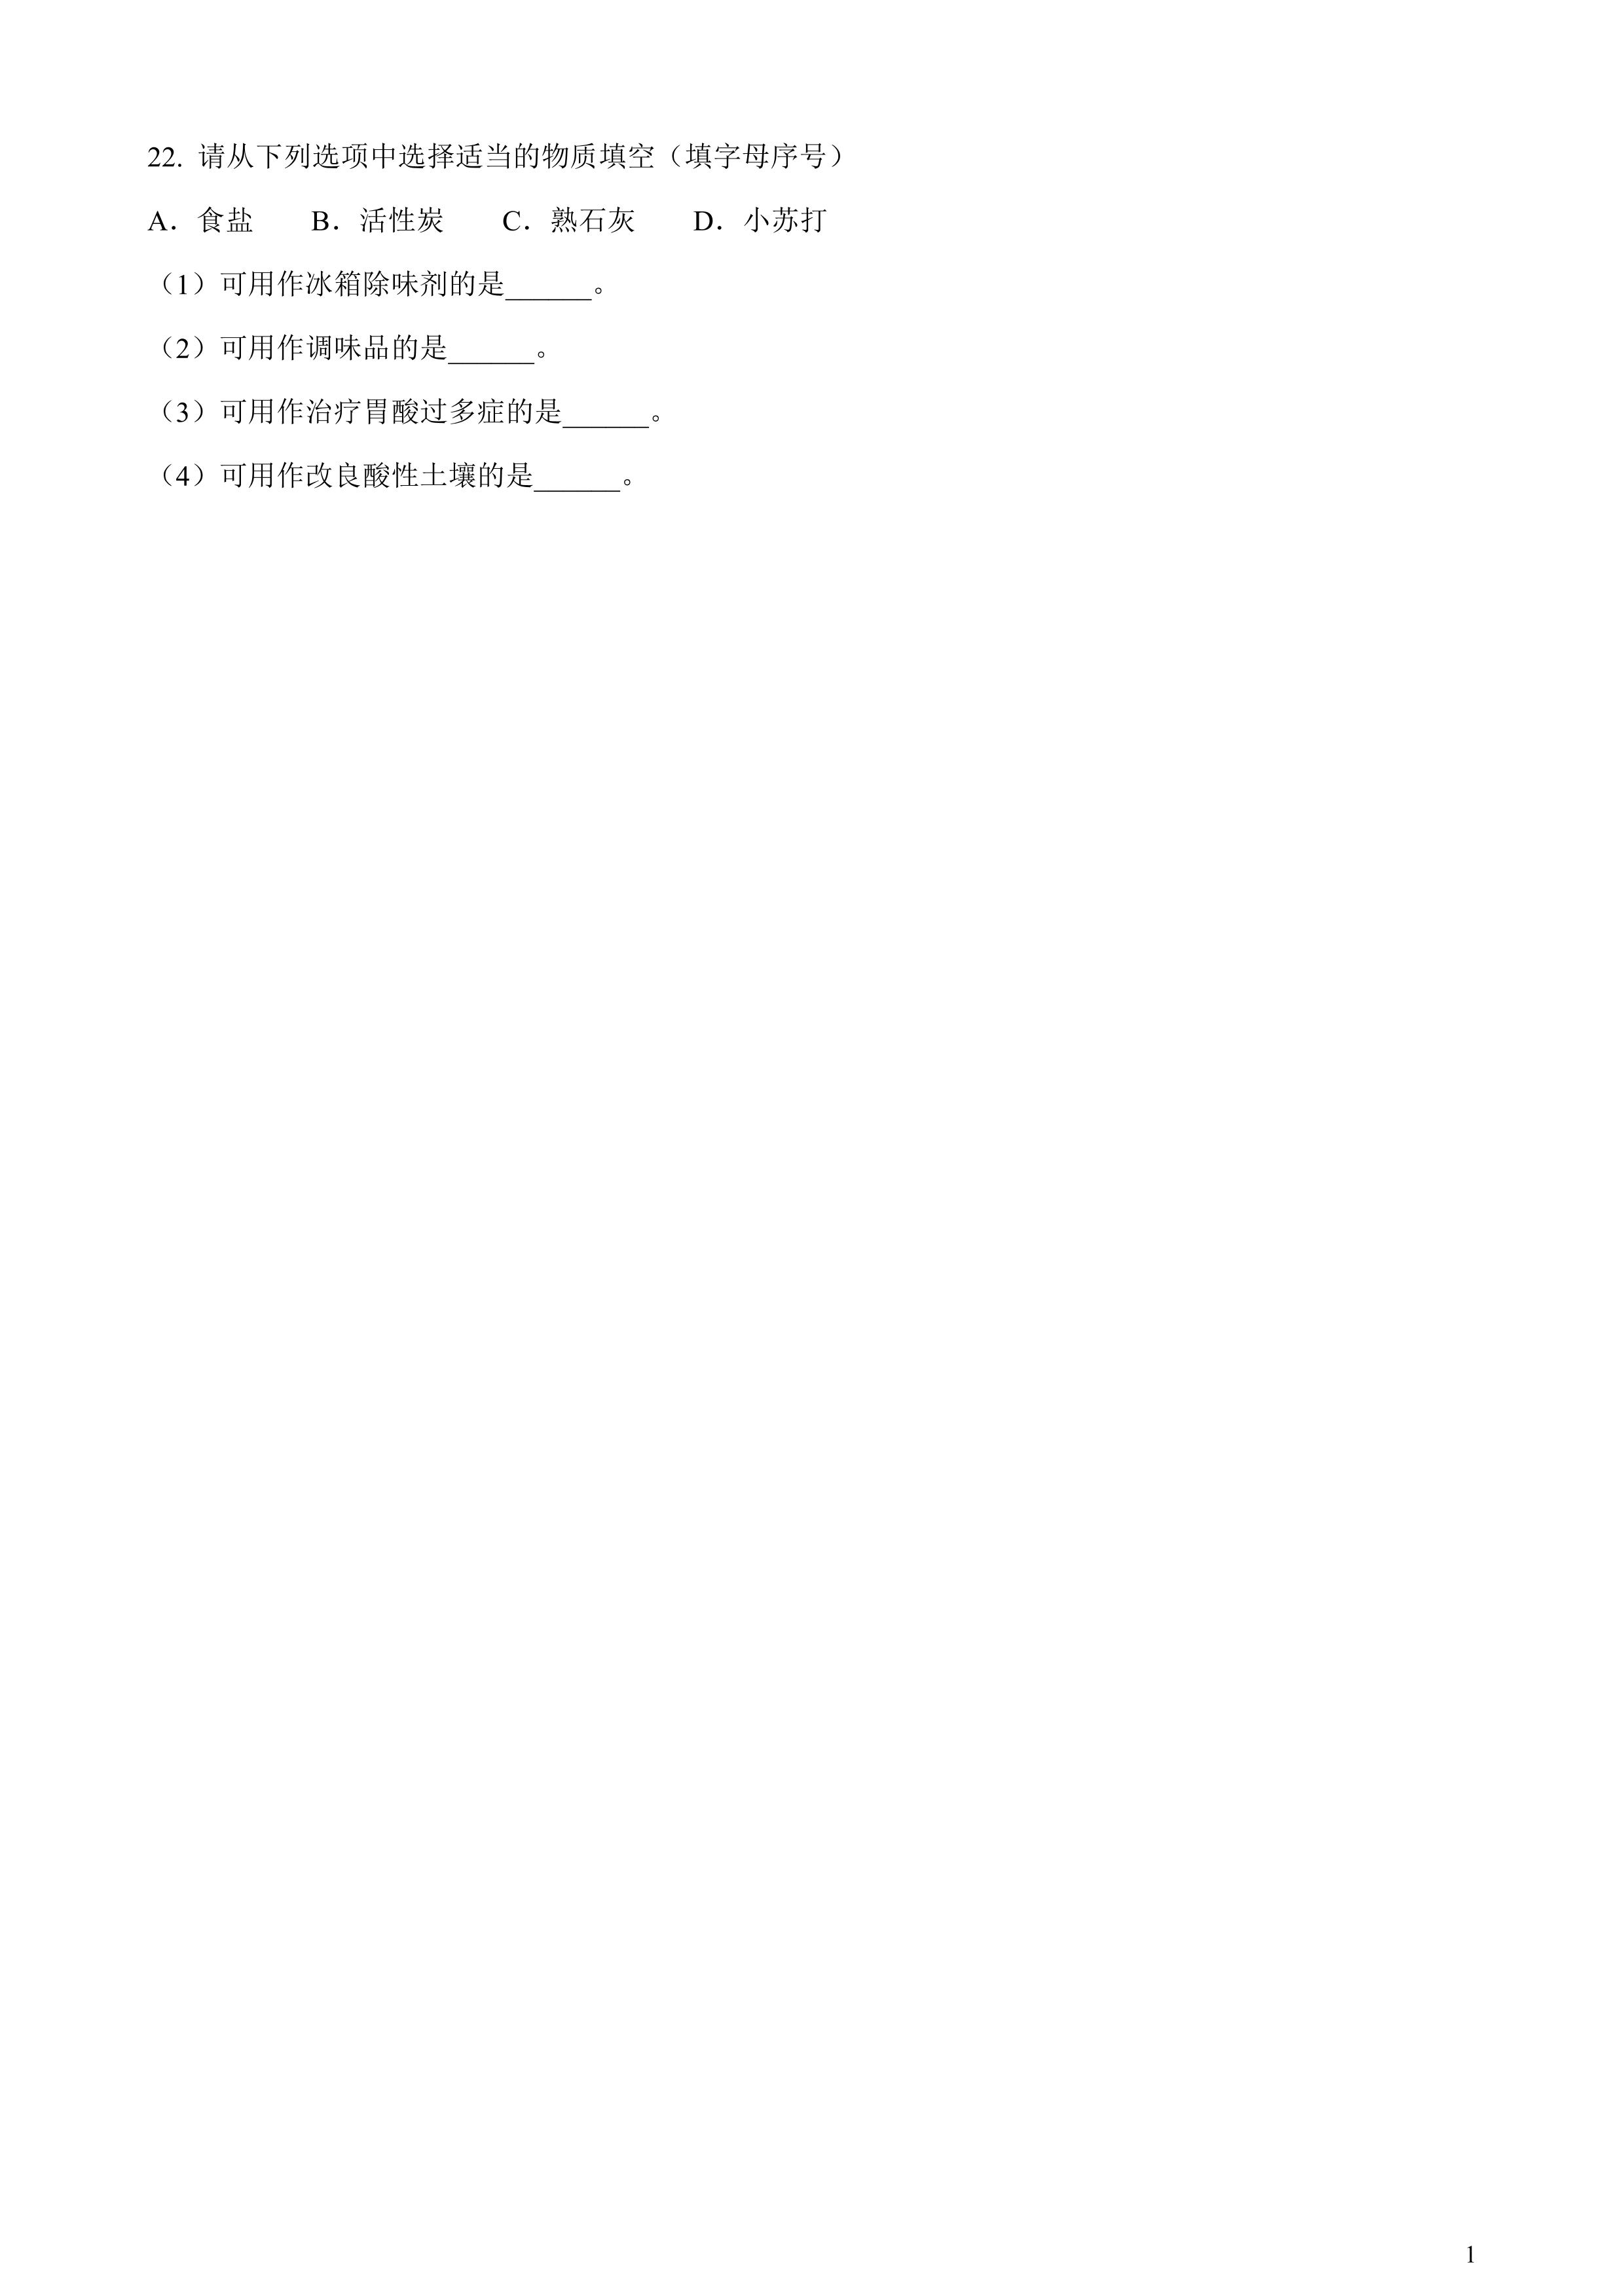 22. 请从下列选项中选择适当的物质填空（填字母序号）
A．食盐 B．活性炭 C．熟石灰 D．小苏打
（1）可用作冰箱除味剂的是______。
（2）可用作调味品的是______。
（3）可用作治疗胃酸过多症的是______。
（4）可用作改良酸性土壤的是______。
1